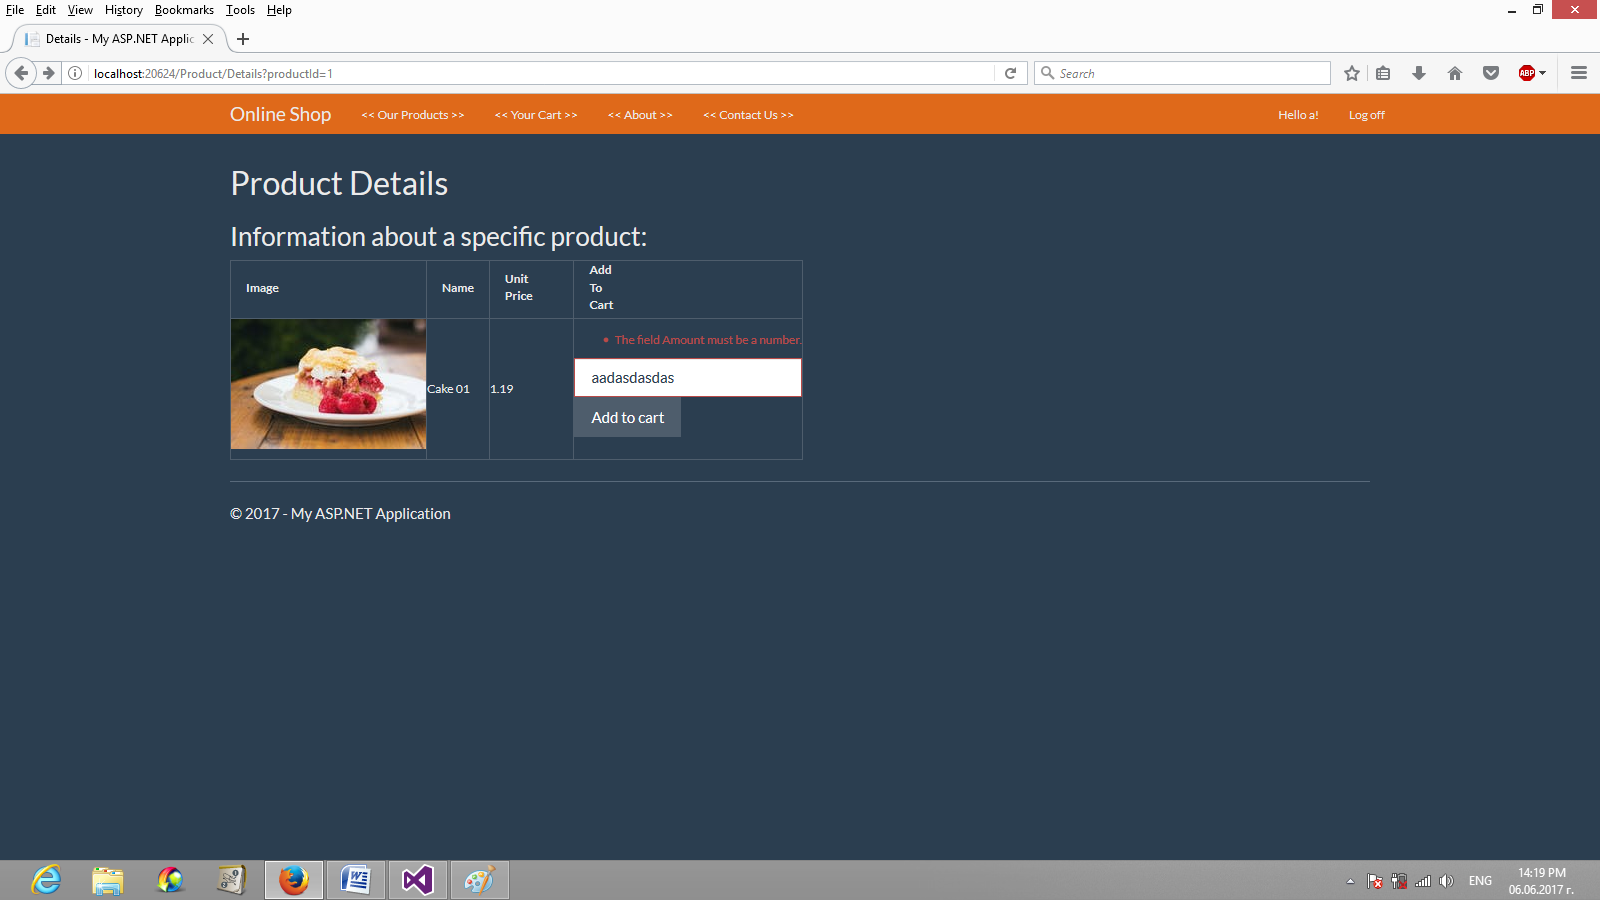 File Edit View History Bookmarks Tools Help
Details - My ASP.NET Applic
localhost:20624/Product/Details?productId=1
Search
ABP
Online Shop << Our Products >> << Your Cart >> << About >> << Contact Us >> Hello a! Log off
Product Details
Information about a specific product:
Image Name Unit Price Add To Cart
The field Amount must be a number.
Cake 01 1.19
aadasdasdas
Add to cart
© 2017 - My ASP.NET Application
ENG
14:19 PM
06.06.2017 г.